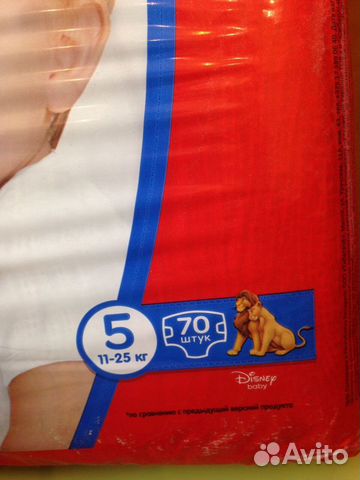 5
11-25 кг
70
штук
Disney
baby
*по сравнению с предыдущей версией продукта
Avito